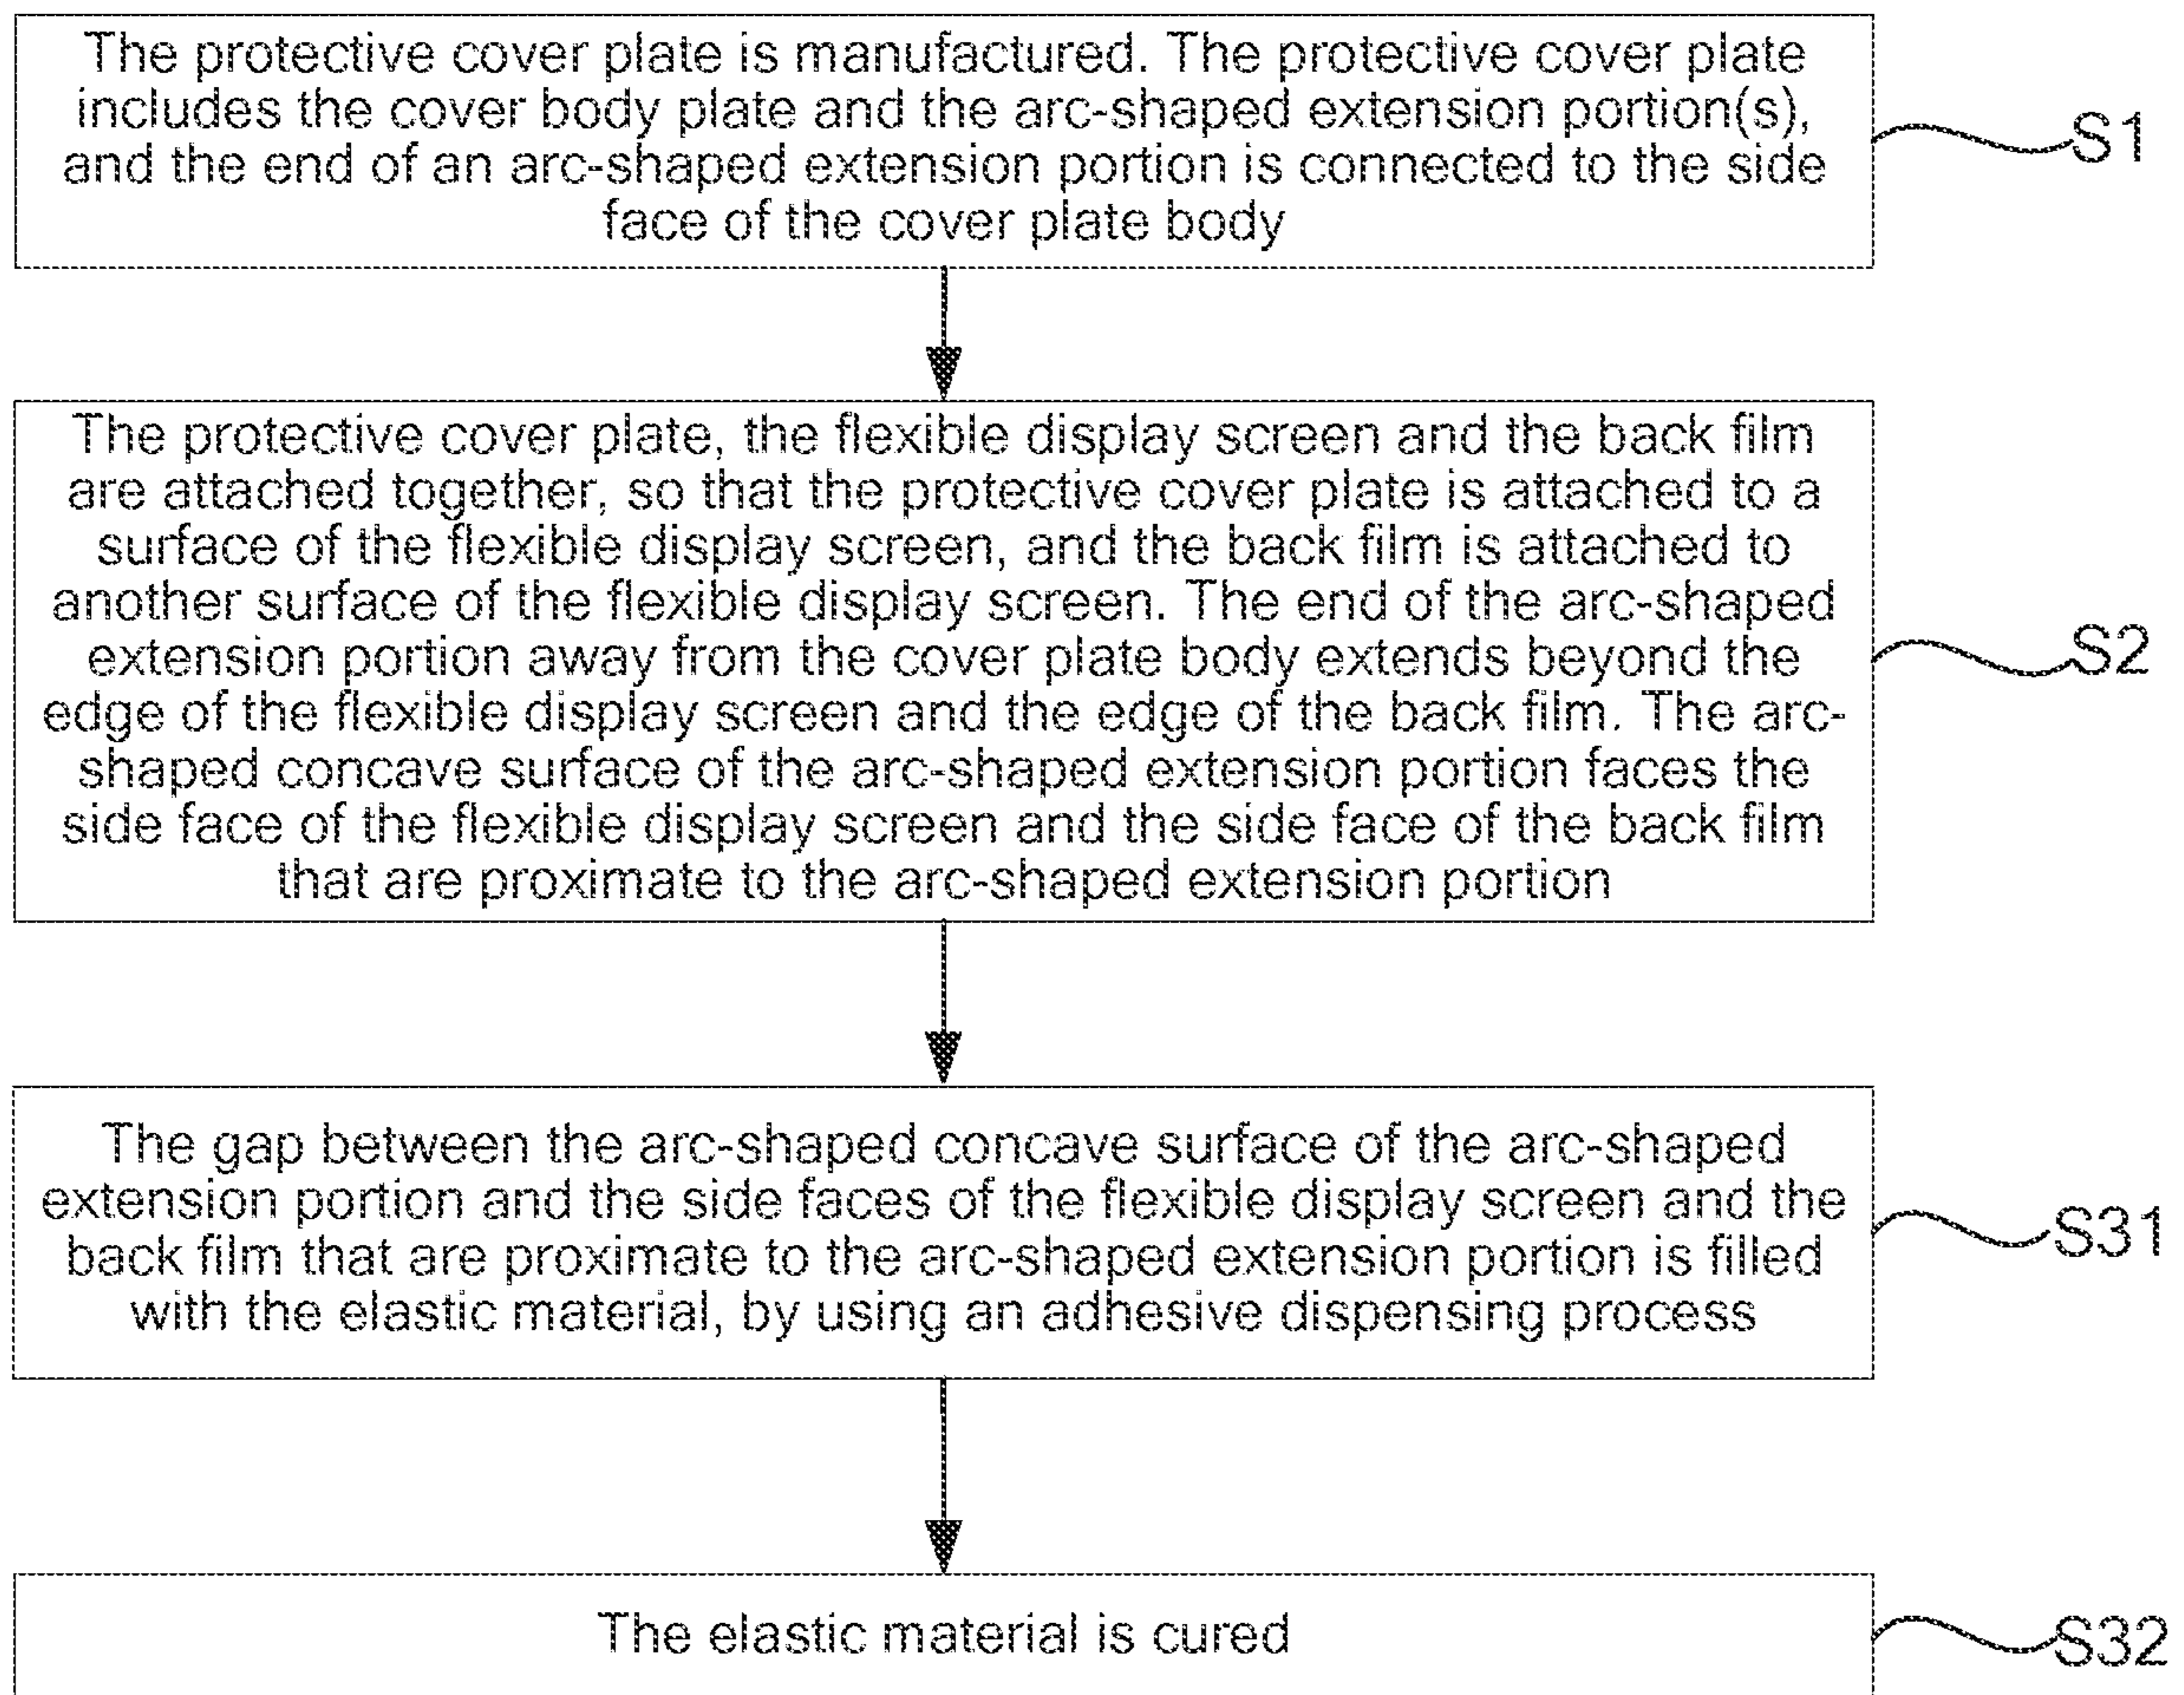 The protective cover plate is manufactured. The protective cover plate
includes the cover body plate and the arc-shaped extension portion(s),
and the end of an arc-shaped extension portion is connected to the side
face of the cover plate body
S1
The protective cover plate, the flexible display screen and the back film
are attached together, so that the protective cover plate is attached to a
surface of the flexible display screen, and the back film is attached to
another surface of the flexible display screen. The end of the arc-shaped
extension portion away from the cover plate body extends beyond the
edge of the flexible display screen and the edge of the back film. The arc-
shaped concave surface of the arc-shaped extension portion faces the
side face of the flexible display screen and the side face of the back film
that are proximate to the arc-shaped extension portion
S2
The gap between the arc-shaped concave surface of the arc-shaped
extension portion and the side faces of the flexible display screen and the
back film that are proximate to the arc-shaped extension portion is filled
with the elastic material, by using an adhesive dispensing process
S31
The elastic material is cured
S32